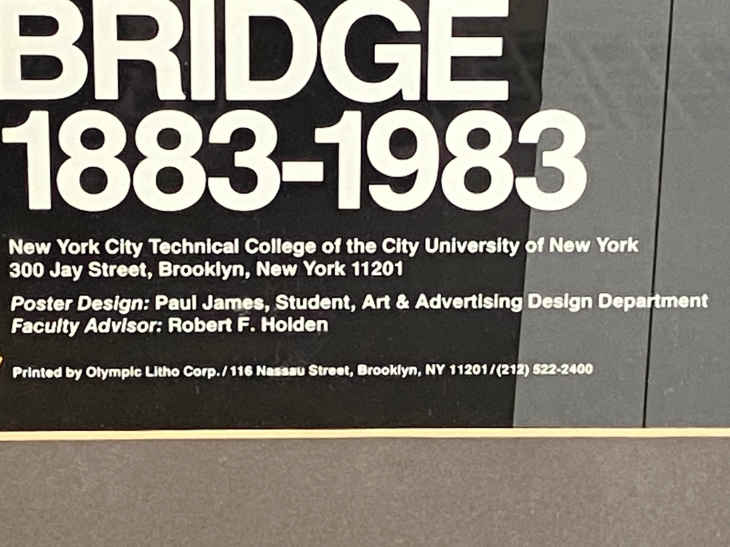 BRIDGE
1883-1983
New York City Technical College of the City University of New York
300 Jay Street, Brooklyn, New York 11201
Poster Design: Paul James, Student, Art & Advertising Design Department
Faculty Advisor: Robert F. Holden
Printed by Olympic Litho Corp./116 Nassau Street, Brooklyn, NY 11201/(212) 522-2400